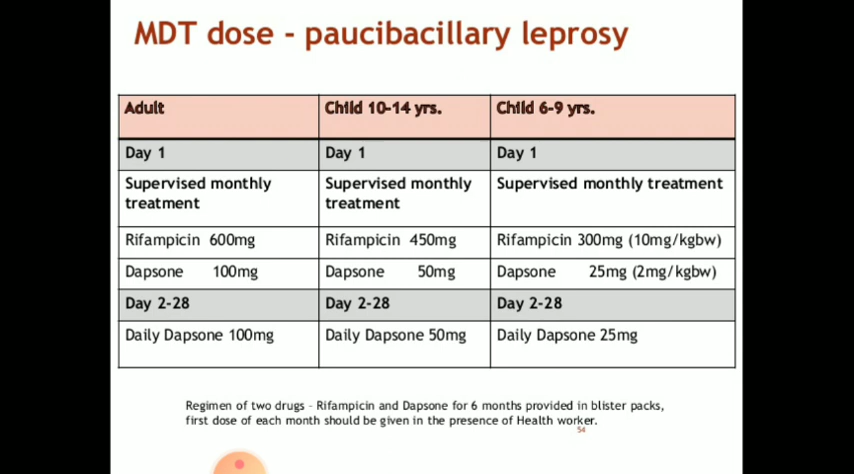 MDT dose - paucibacillary leprosy
Adult
Child 10-14 yrs.
Child 6-9 yrs.
Day 1
Day 1
Day 1
Supervised monthly
treatment
Supervised monthly
treatment
Supervised monthly treatment
Rifampicin 600mg
Rifampicin 450mg
Rifampicin 300mg (10mg/kgbw)
Dapsone 100mg
Dapsone 50mg
Dapsone 25mg (2mg/kgbw)
Day 2-28
Day 2-28
Day 2-28
Daily Dapsone 100mg
Daily Dapsone 50mg
Daily Dapsone 25mg
Regimen of two drugs - Rifampicin and Dapsone for 6 months provided in blister packs,
first dose of each month should be given in the presence of Health worker.
54